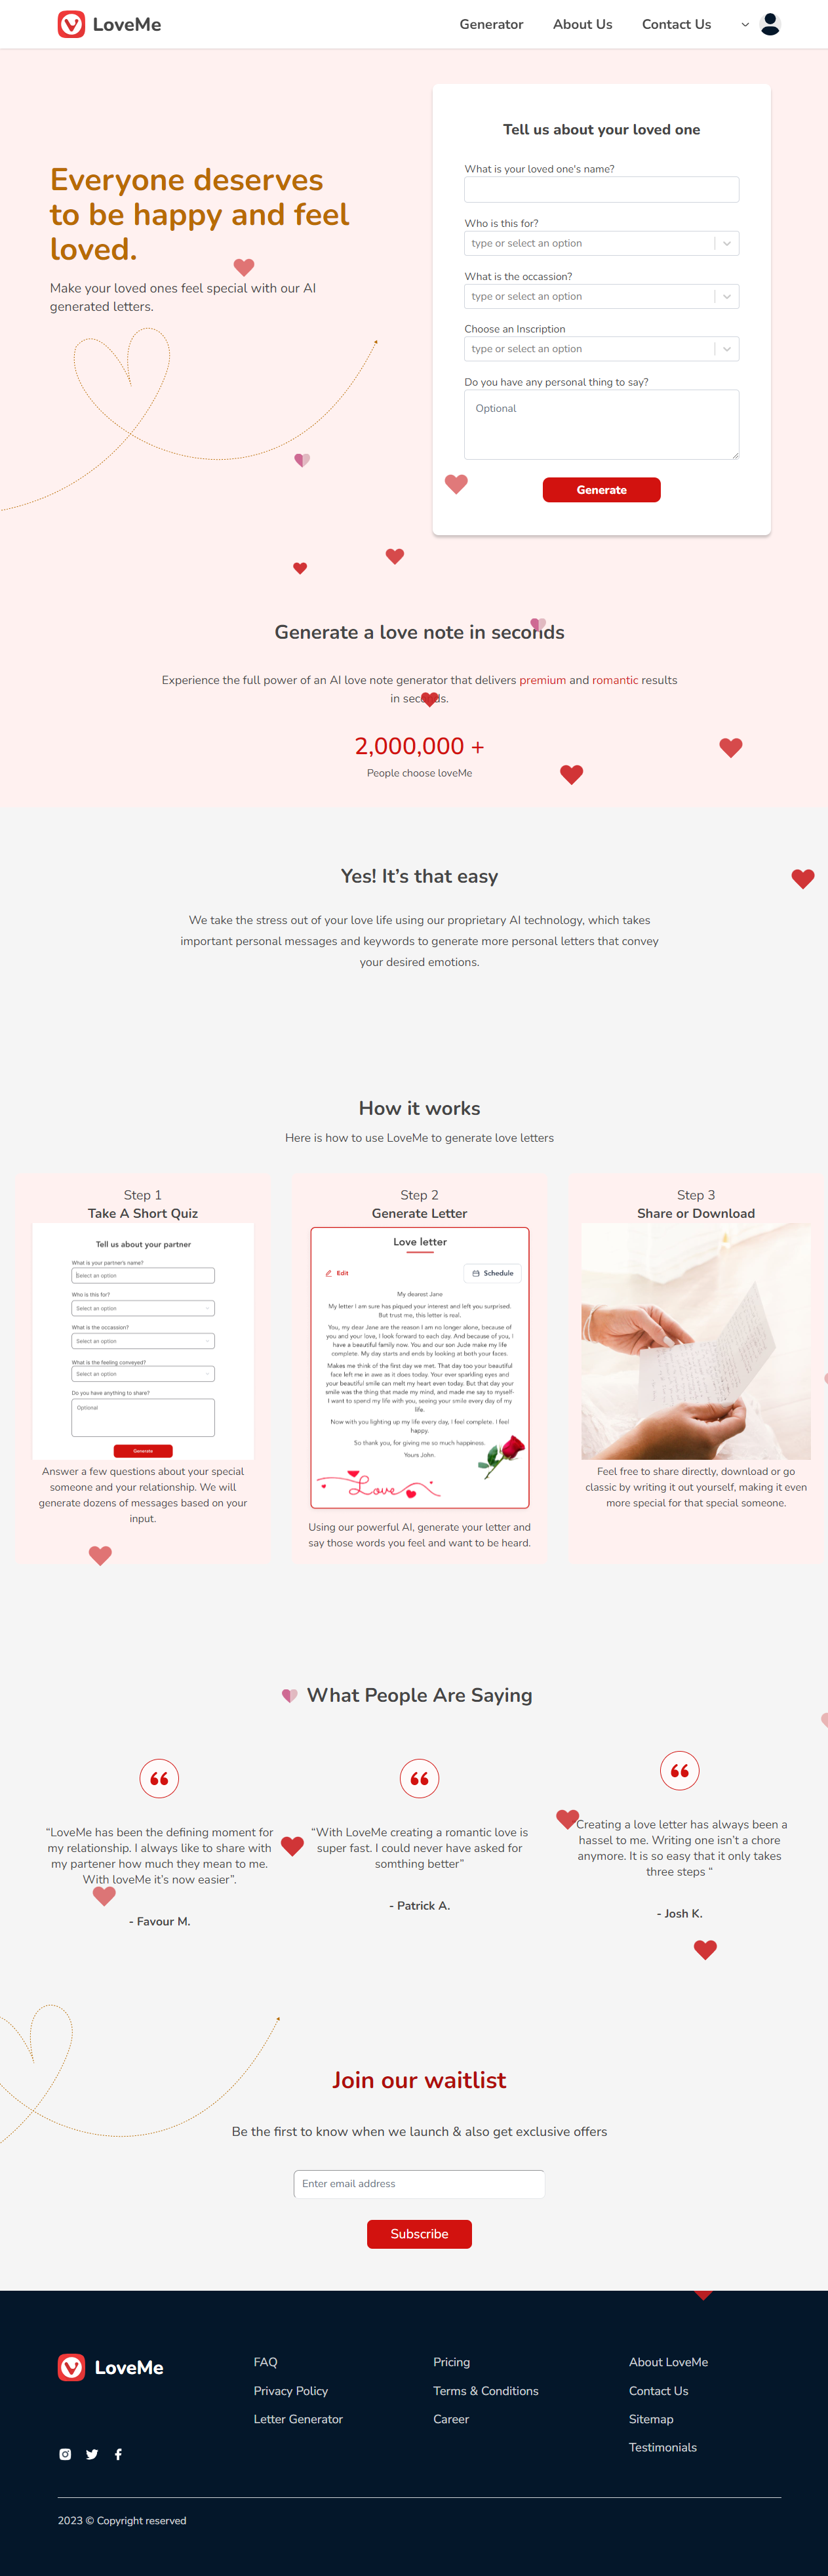 LoveMe
Generator
About Us
Contact Us
Everyone deserves
to be happy and feel
loved.
Make your loved ones feel special with our AI
generated letters.
Tell us about your loved one
What is your loved one's name?
Who is this for?
type or select an option
What is the occassion?
type or select an option
Choose an Inscription
type or select an option
Do you have any personal thing to say?
Optional
Generate
Generate a love note in seconds
Experience the full power of an AI love note generator that delivers premium and romantic results
in seconds.
2,000,000 +
People choose loveMe
Yes! It’s that easy
We take the stress out of your love life using our proprietary AI technology, which takes
important personal messages and keywords to generate more personal letters that convey
your desired emotions.
How it works
Here is how to use LoveMe to generate love letters
Step 1
Take A Short Quiz
Tell us about your partner
What is your partner's name?
Select an option
Who is this for?
Select an option
What is the occassion?
Select an option
What is the feeling conveyed?
Select an option
Do you have anything to share?
Optional
Generate
Answer a few questions about your special
someone and your relationship. We will
generate dozens of messages based on your
input.
Step 2
Generate Letter
Love letter
Edit
Schedule
My dearest Jane
My letter I am sure has piqued your interest and left you surprised.
But trust me, this letter is real.
You, my dear Jane are the reason I am no longer alone, because of
you and your love, I look forward to each day. And because of you, I
have a beautiful family now. You and our son Jude make my life
complete. My day starts and ends by looking at both your faces.
Makes me think of the first day we met. That day too your beautiful
face left me in awe as it does today. Your ever sparkling eyes and
your beautiful smile can melt my heart even today. But that day your
smile was the thing that made my mind, and made me say to myself-
I want to spend my life with you, seeing your smile every day of my
life.
Now with you lighting up my life every day, I feel complete. I feel
happy.
So thank you, for giving me so much happiness.
Yours John.
Love
Using our powerful AI, generate your letter and
say those words you feel and want to be heard.
Step 3
Share or Download
Feel free to share directly, download or go
classic by writing it out yourself, making it even
more special for that special someone.
What People Are Saying
“LoveMe has been the defining moment for
my relationship. I always like to share with
my partener how much they mean to me.
With loveMe it’s now easier”.
- Favour M.
“With LoveMe creating a romantic love is
super fast. I could never have asked for
somthing better”
- Patrick A.
Creating a love letter has always been a
hassel to me. Writing one isn’t a chore
anymore. It is so easy that it only takes
three steps “
- Josh K.
Join our waitlist
Be the first to know when we launch & also get exclusive offers
Enter email address
Subscribe
LoveMe
FAQ
Privacy Policy
Letter Generator
Pricing
Terms & Conditions
Career
About LoveMe
Contact Us
Sitemap
Testimonials
2023 © Copyright reserved